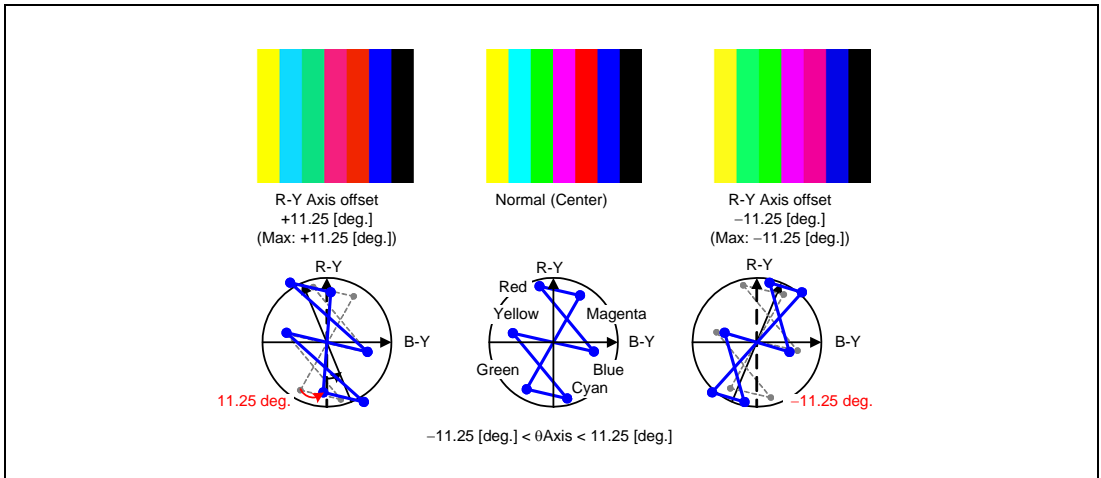 R-Y Axis offset
+11.25 [deg.]
(Max: +11.25 [deg.])
Normal (Center)
R-Y Axis offset
−11.25 [deg.]
(Max: −11.25 [deg.])
R-Y
B-Y
11.25 deg.
R-Y
Red
Magenta
Yellow
B-Y
Green
Blue
Cyan
R-Y
B-Y
−11.25 deg.
−11.25 [deg.] < θAxis < 11.25 [deg.]